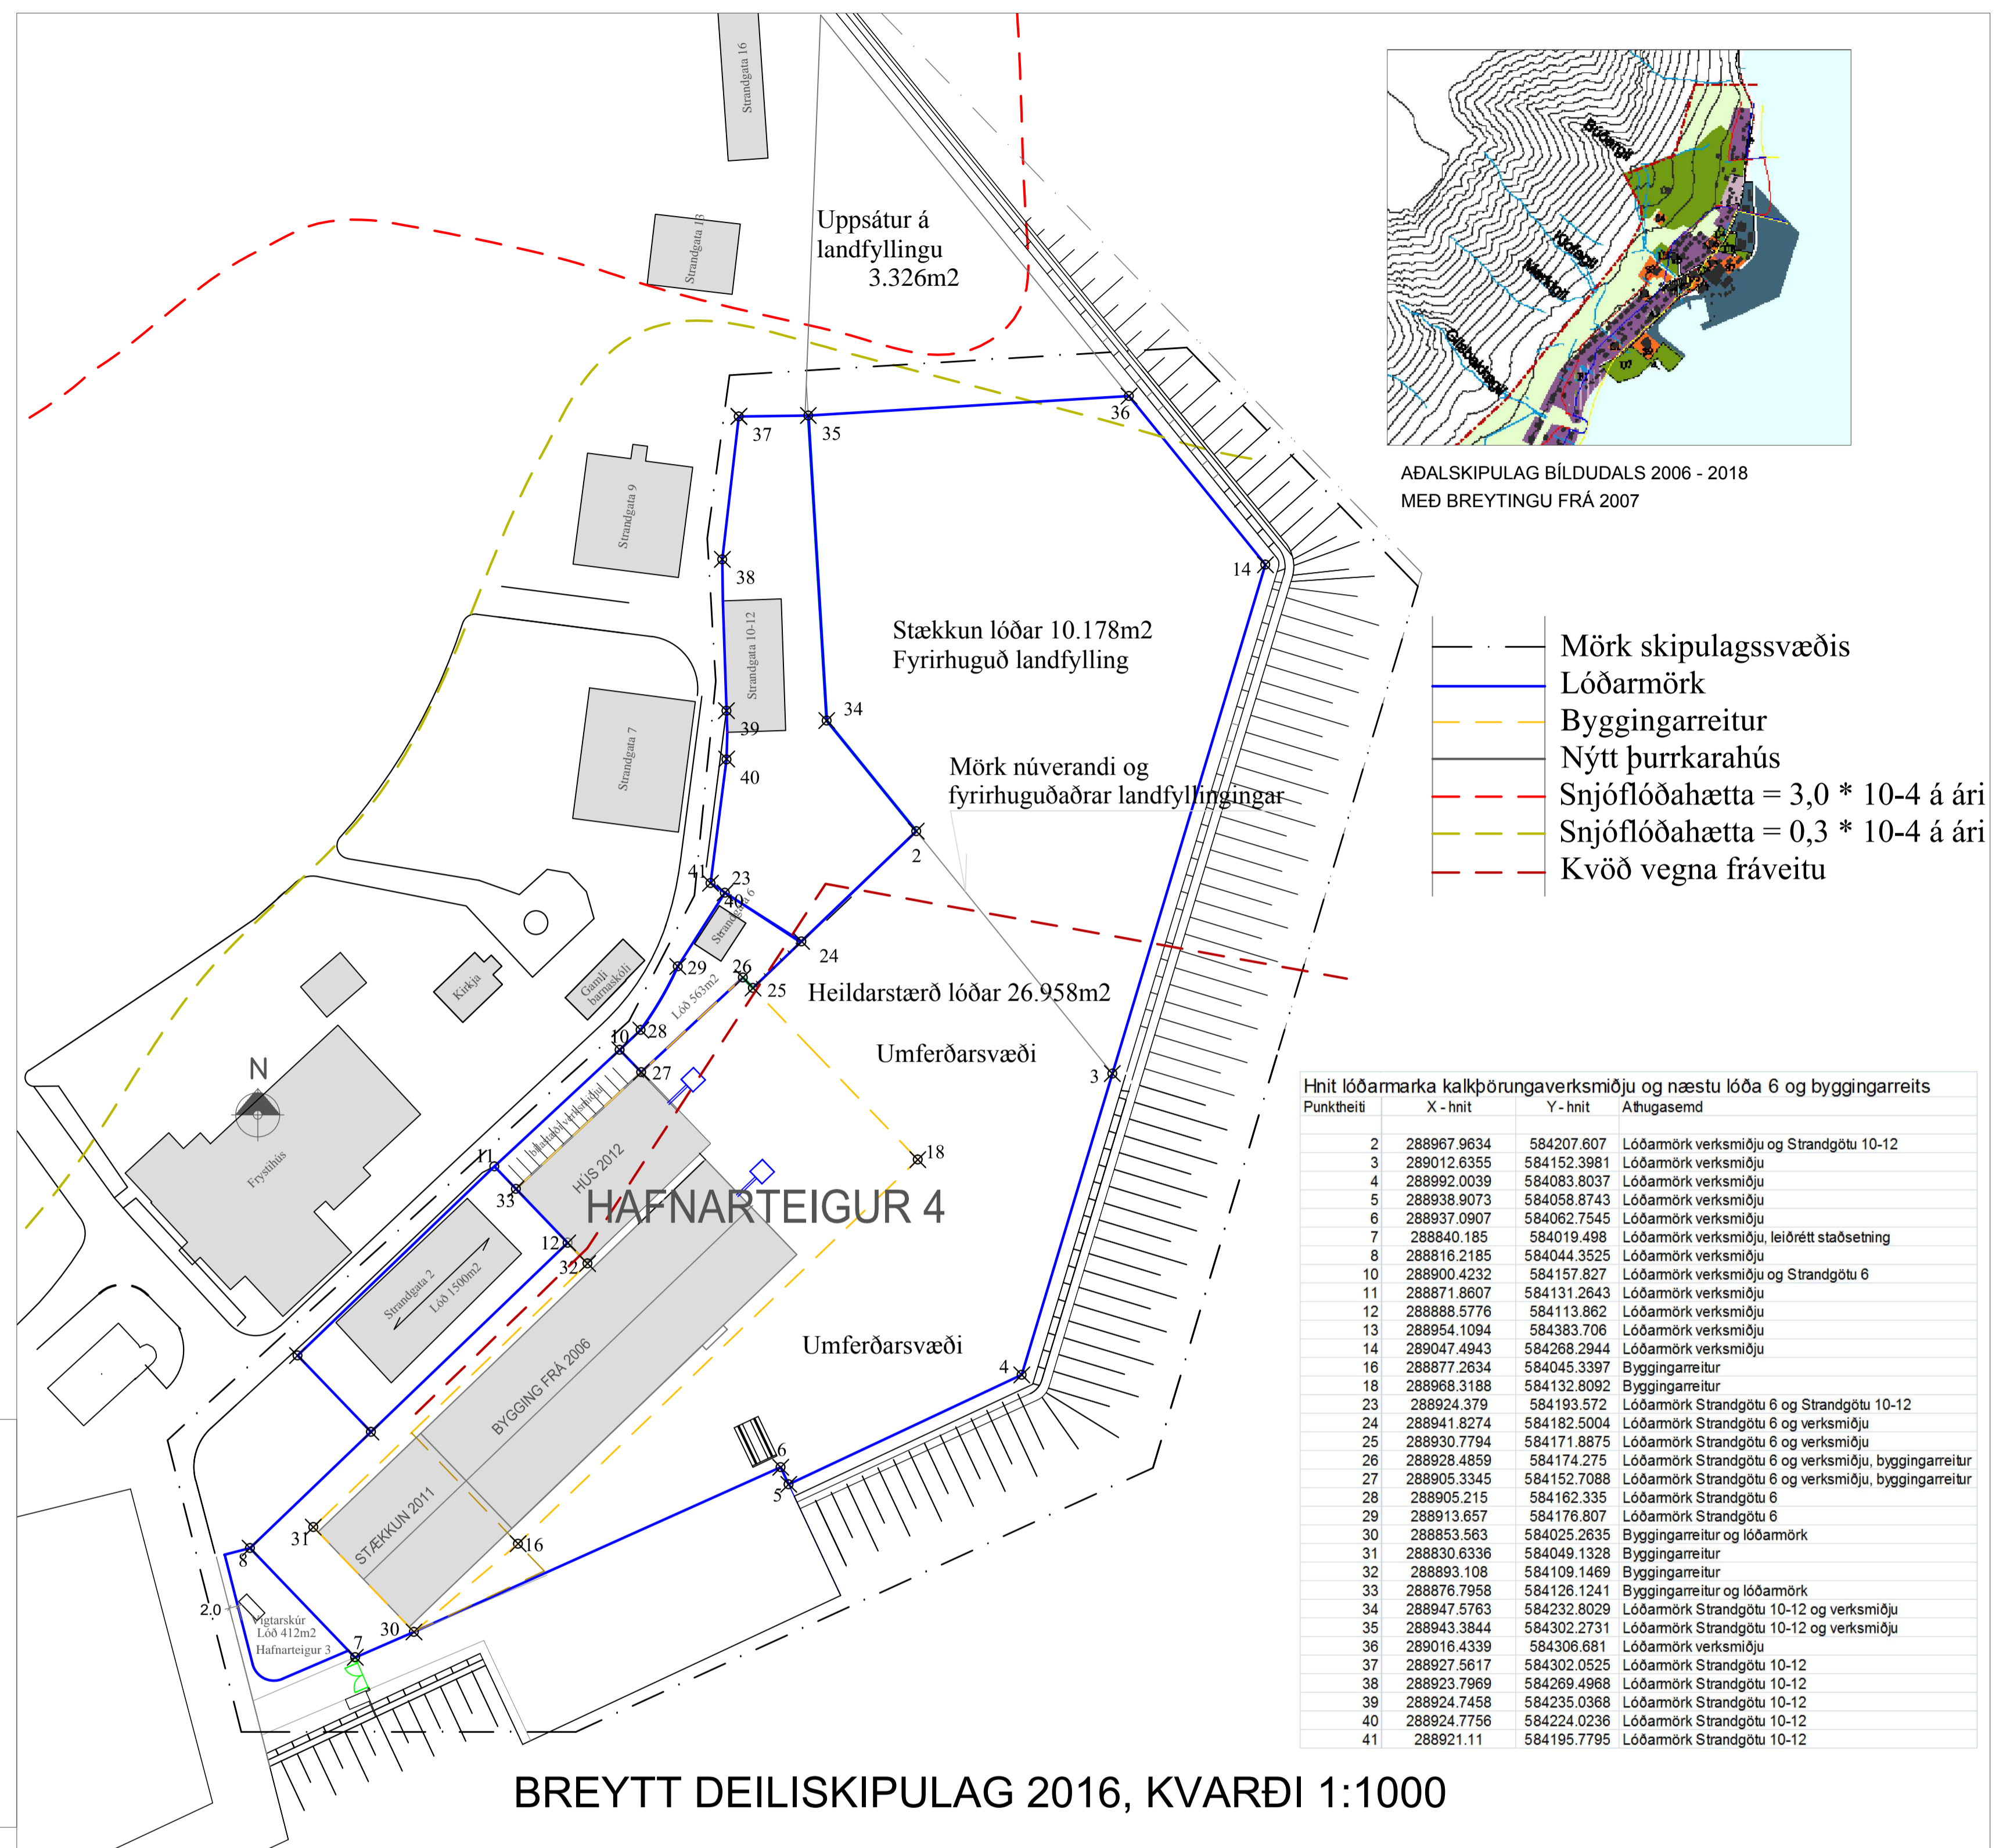 Strandgata 16
Strandgata 13
Uppsátur á
landfyllingu
3.326m2
Búðargil
Klofagil
Merkigil
Gilsbakkagil
AÐALSKIPULAG BÍLDUDALS 2006 - 2018
MEÐ BREYTINGU FRÁ 2007
37
35
36
Strandgata 9
38
14
Strandgata 10-12
Stækkun lóðar 10.178m2
Fyrirhuguð landfylling
Mörk skipulagssvæðis
Lóðarmörk
Byggingarreitur
Nýtt þurrkarahús
Snjóflóðahætta = 3,0 * 10-4 á ári
Snjóflóðahætta = 0,3 * 10-4 á ári
Kvöð vegna fráveitu
34
39
Strandgata 7
40
Mörk núverandi og
fyrirhuguðaðrar landfyllingingar
2
41
23
40
Strandgata 6
24
29
26
25
Lóð 563m2
Heildarstærð lóðar 26.958m2
Kirkja
Gamli
barnaskóli
28
10
Umferðarsvæði
27
3
N
Frystihús
bílastæði verksmiðju
11
18
HÚS 2012
33
HAFNARTEIGUR 4
12
32
Strandgata 2
Lóð 1500m2
BYGGING FRÁ 2006
Umferðarsvæði
4
6
5
STÆKKUN 2011
31
16
8
2.0
Vigtarskúr
Lóð 412m2
Hafnarteigur 3
30
7
Hnit lóðarmarka kalkþörungaverksmiðju og næstu lóða 6 og byggingarreits
Punktheiti X - hnit Y - hnit Athugasemd
2 288967.9634 584207.607 Lóðarmörk verksmiðju og Strandgötu 10-12
3 289012.6355 584152.3981 Lóðarmörk verksmiðju
4 288992.0039 584083.8037 Lóðarmörk verksmiðju
5 288938.9073 584058.8743 Lóðarmörk verksmiðju
6 288937.0907 584062.7545 Lóðarmörk verksmiðju
7 288840.185 584019.498 Lóðarmörk verksmiðju, leiðrétt staðsetning
8 288816.2185 584044.3525 Lóðarmörk verksmiðju
10 288900.4232 584157.827 Lóðarmörk verksmiðju og Strandgötu 6
11 288871.8607 584131.2643 Lóðarmörk verksmiðju
12 288888.5776 584113.862 Lóðarmörk verksmiðju
13 288954.1094 584383.706 Lóðarmörk verksmiðju
14 289047.4943 584268.2944 Lóðarmörk verksmiðju
16 288877.2634 584045.3397 Byggingarreitur
18 288968.3188 584132.8092 Byggingarreitur
23 288924.379 584193.572 Lóðarmörk Strandgötu 6 og Strandgötu 10-12
24 288941.8274 584182.5004 Lóðarmörk Strandgötu 6 og verksmiðju
25 288930.7794 584171.8875 Lóðarmörk Strandgötu 6 og verksmiðju
26 288928.4859 584174.275 Lóðarmörk Strandgötu 6 og verksmiðju, byggingarreitur
27 288905.3345 584152.7088 Lóðarmörk Strandgötu 6 og verksmiðju, byggingarreitur
28 288905.215 584162.335 Lóðarmörk Strandgötu 6
29 288913.657 584176.807 Lóðarmörk Strandgötu 6
30 288853.563 584025.2635 Byggingarreitur og lóðarmörk
31 288830.6336 584049.1328 Byggingarreitur
32 288893.108 584109.1469 Byggingarreitur
33 288876.7958 584126.1241 Byggingarreitur og lóðarmörk
34 288947.5763 584232.8029 Lóðarmörk Strandgötu 10-12 og verksmiðju
35 288943.3844 584302.2731 Lóðarmörk Strandgötu 10-12 og verksmiðju
36 289016.4339 584306.681 Lóðarmörk verksmiðju
37 288927.5617 584302.0525 Lóðarmörk Strandgötu 10-12
38 288923.7969 584269.4968 Lóðarmörk Strandgötu 10-12
39 288924.7458 584235.0368 Lóðarmörk Strandgötu 10-12
40 288924.7756 584224.0236 Lóðarmörk Strandgötu 10-12
41 288921.11 584195.7795 Lóðarmörk Strandgötu 10-12
BREYTT DEILISKIPULAG 2016, KVARÐI 1:1000